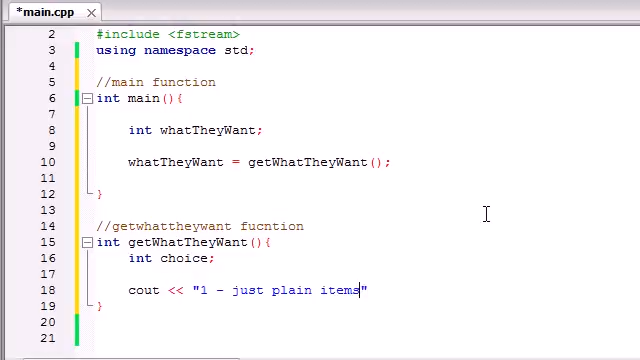 *main.cpp
2 #include <fstream>
3 using namespace std;
4
5 //main function
6 int main(){
7
8 int whatTheyWant;
9
10 whatTheyWant = getWhatTheyWant();
11
12 }
13
14 //getwhattheywant fucntion
15 int getWhatTheyWant(){
16 int choice;
17
18 cout << "1 - just plain items"
19 }
20
21